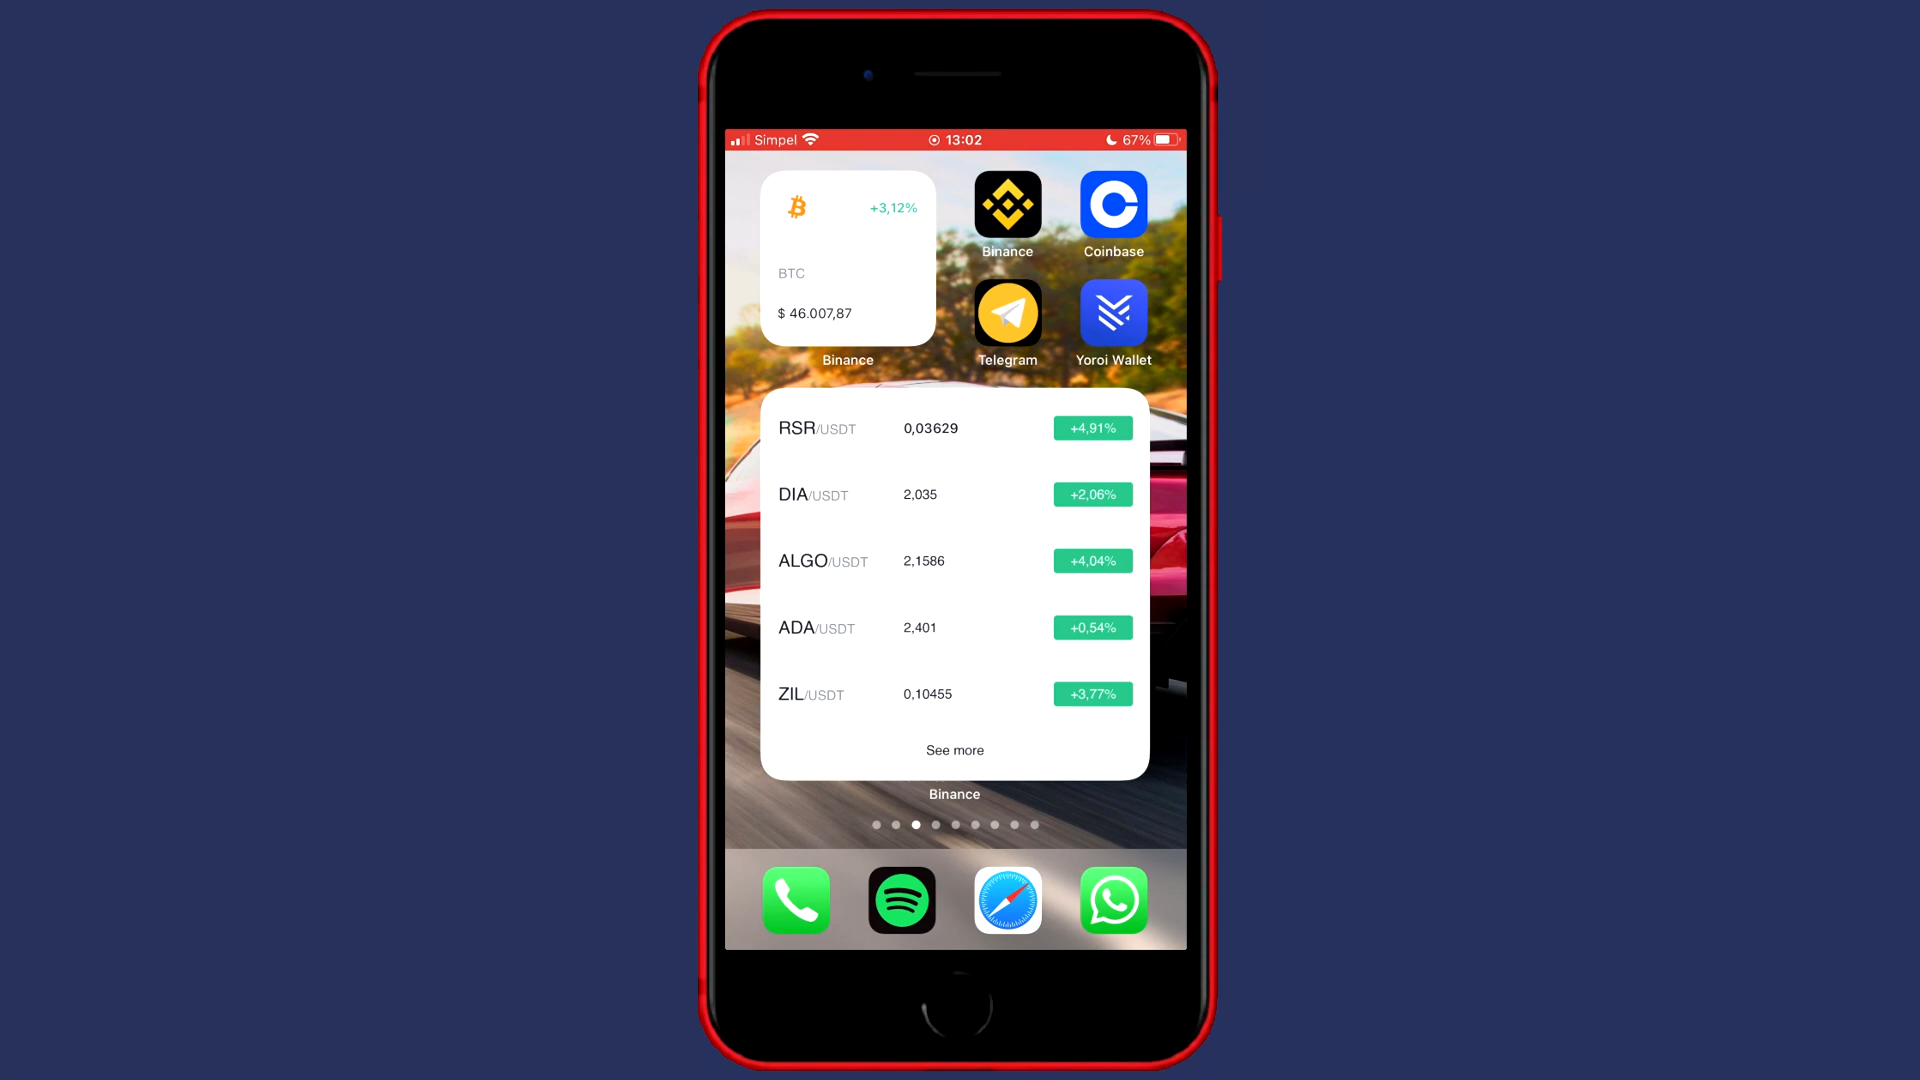 Simpel 13:02 67%
+3,12%
BTC
$ 46.007,87
Binance
Binance Coinbase
Telegram Yoroi Wallet
RSR/USDT 0,03629 +4,91%
DIA/USDT 2,035 +2,06%
ALGO/USDT 2,1586 +4,04%
ADA/USDT 2,401 +0,54%
ZIL/USDT 0,10455 +3,77%
See more
Binance